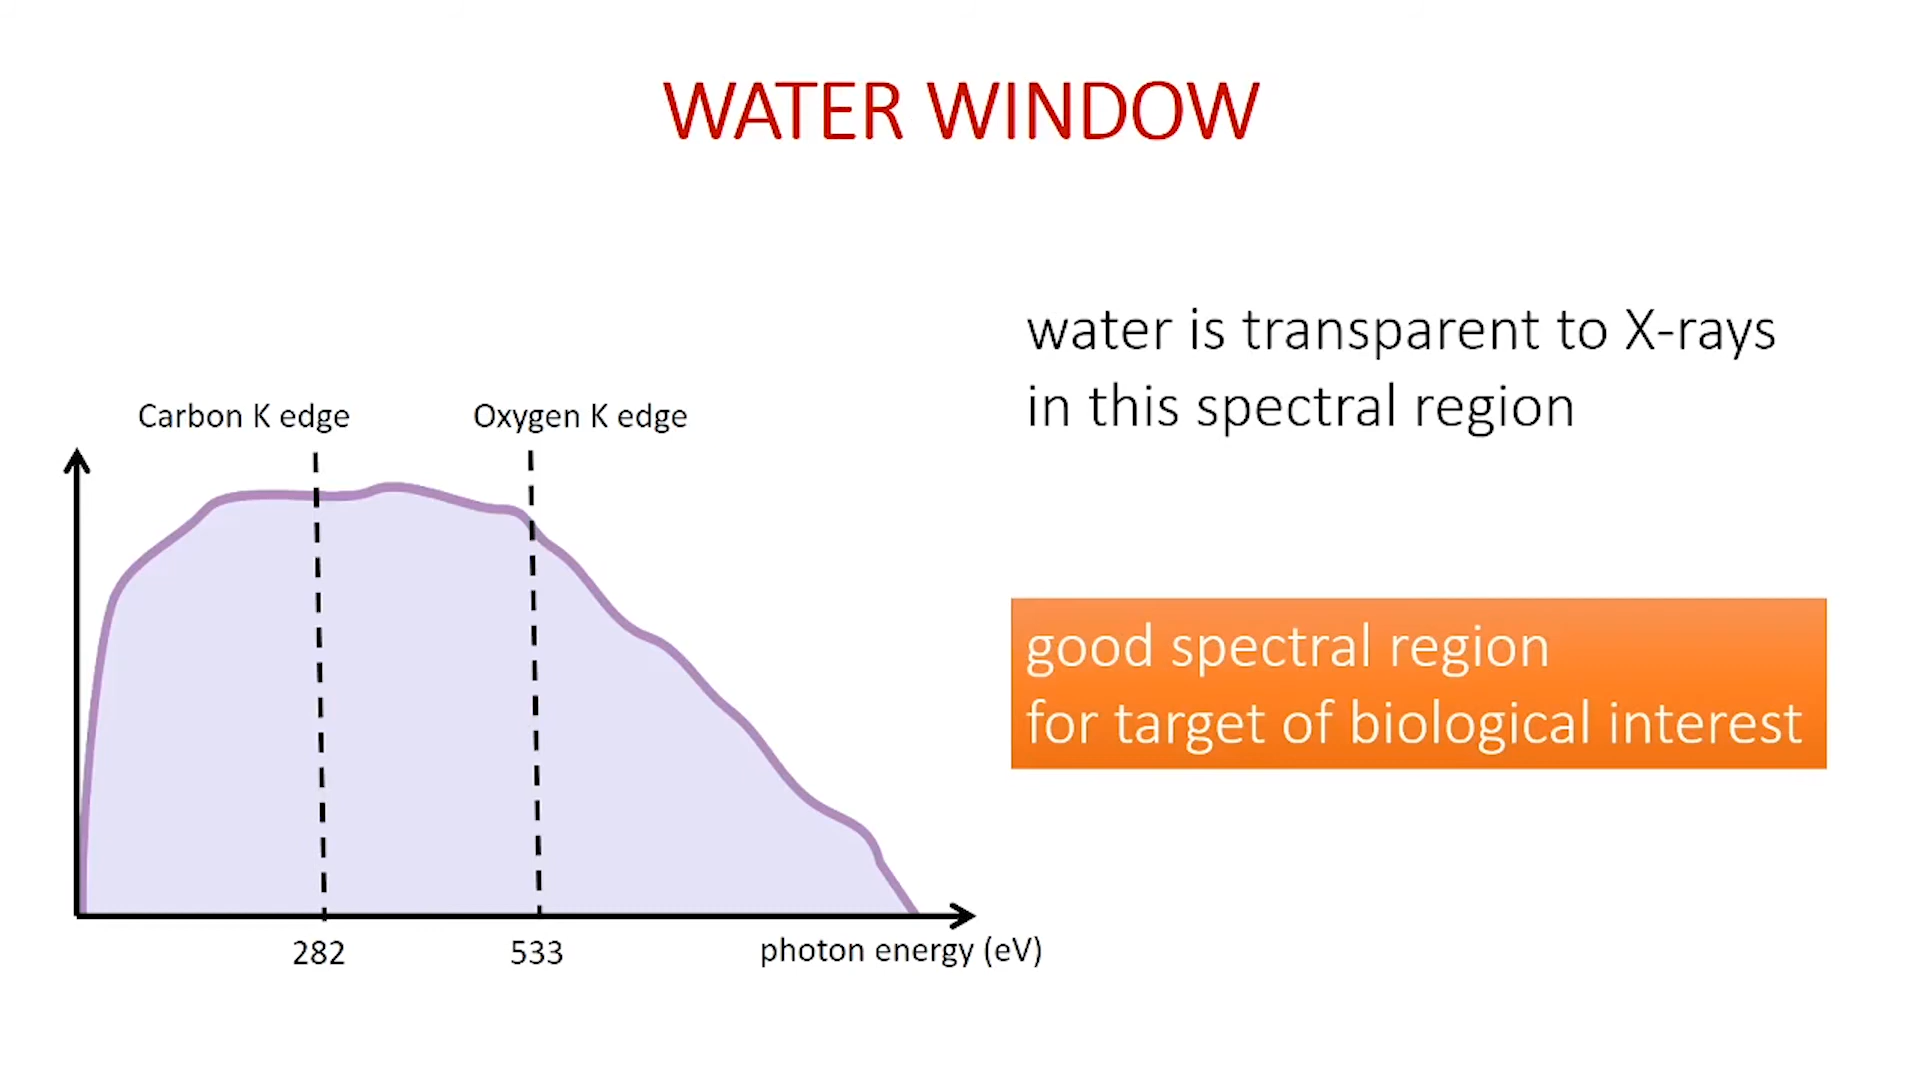 WATER WINDOW
water is transparent to X-rays
in this spectral region
Carbon K edge
Oxygen K edge
good spectral region
for target of biological interest
282
533
photon energy (eV)